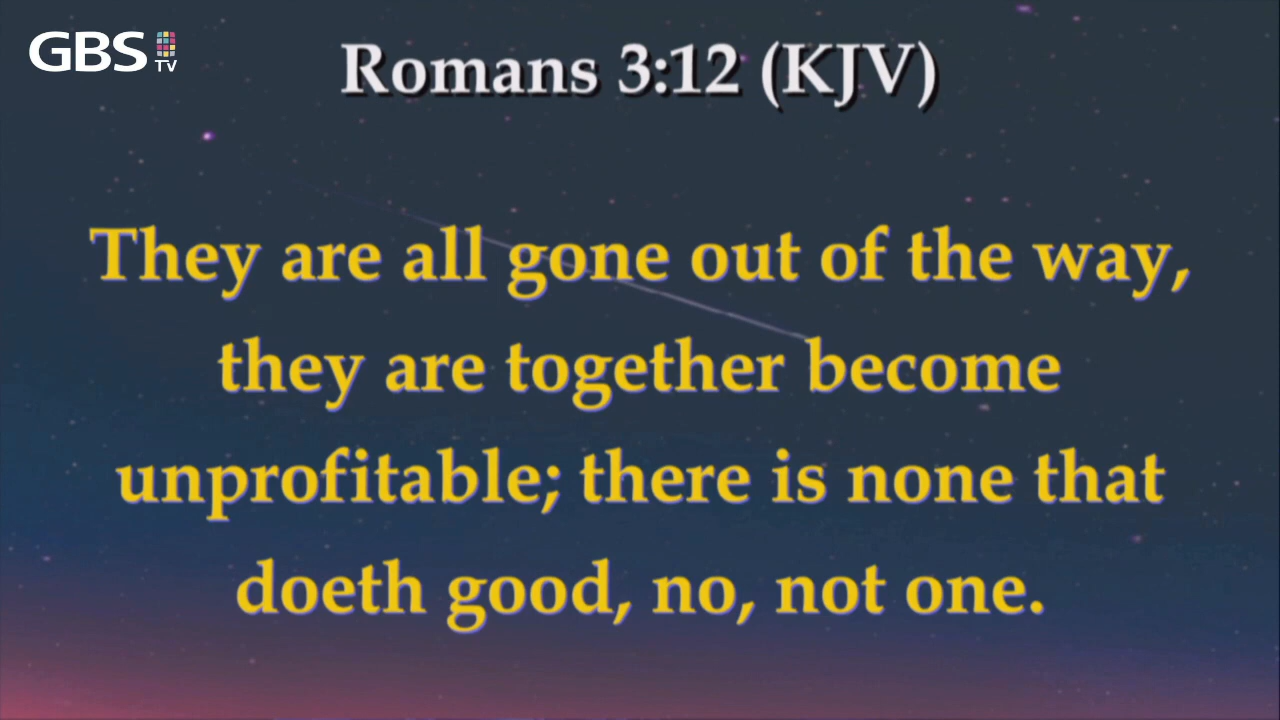 GBS TV
Romans 3:12 (KJV)
They are all gone out of the way,
they are together become
unprofitable; there is none that
doeth good, no, not one.